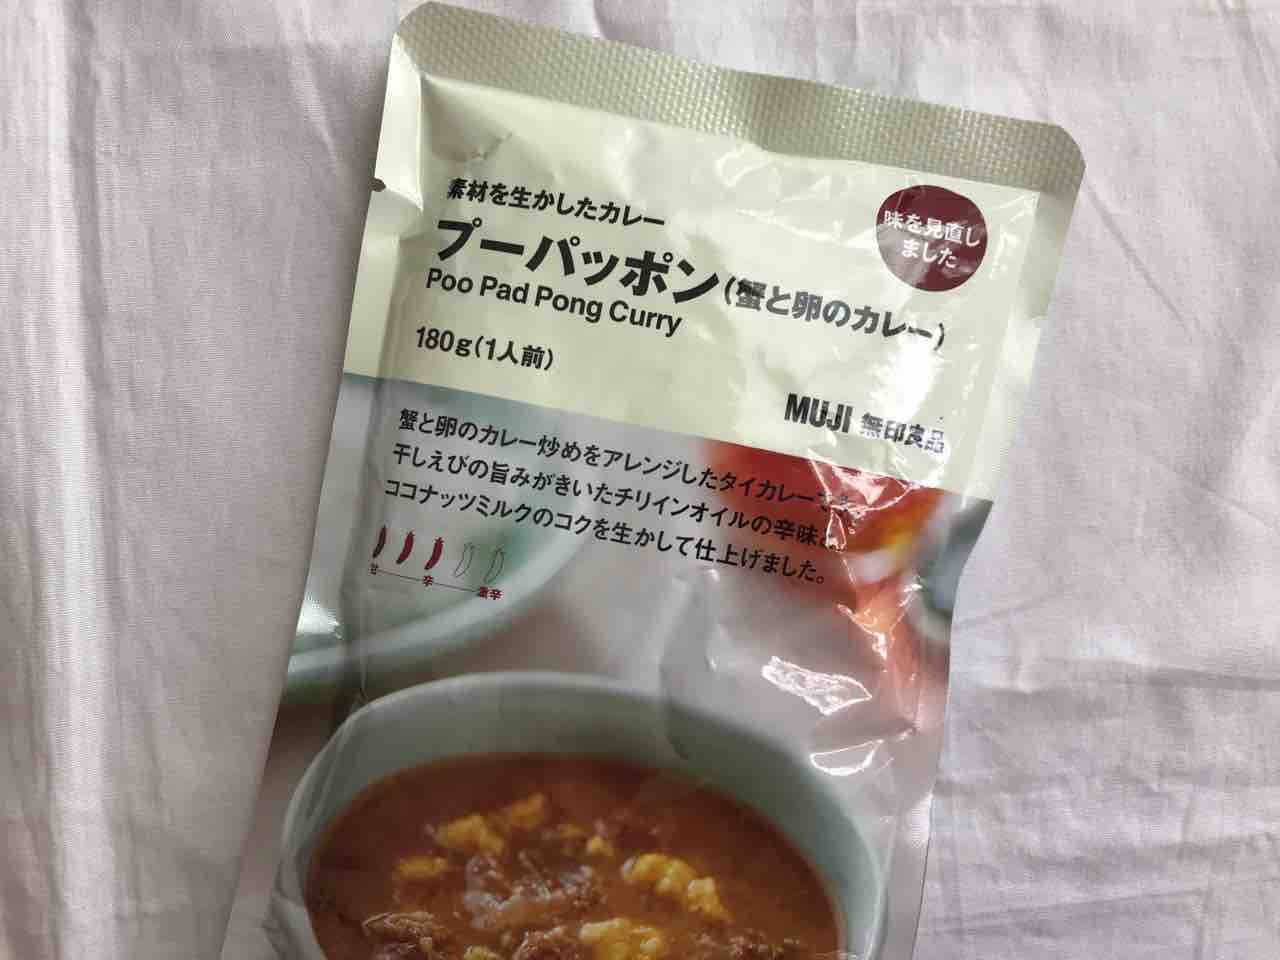 素材を生かしたカレー
味を見直し
ました
プーパッポン(蟹と卵のカレー)
Poo Pad Pong Curry
180g(1人前)
MUJI 無印良品
蟹と卵のカレー炒めをアレンジしたタイカレーです。
干しえびの旨みがきいたチリインオイルの辛味と、
ココナッツミルクのコクを生かして仕上げました。
甘 辛 激辛